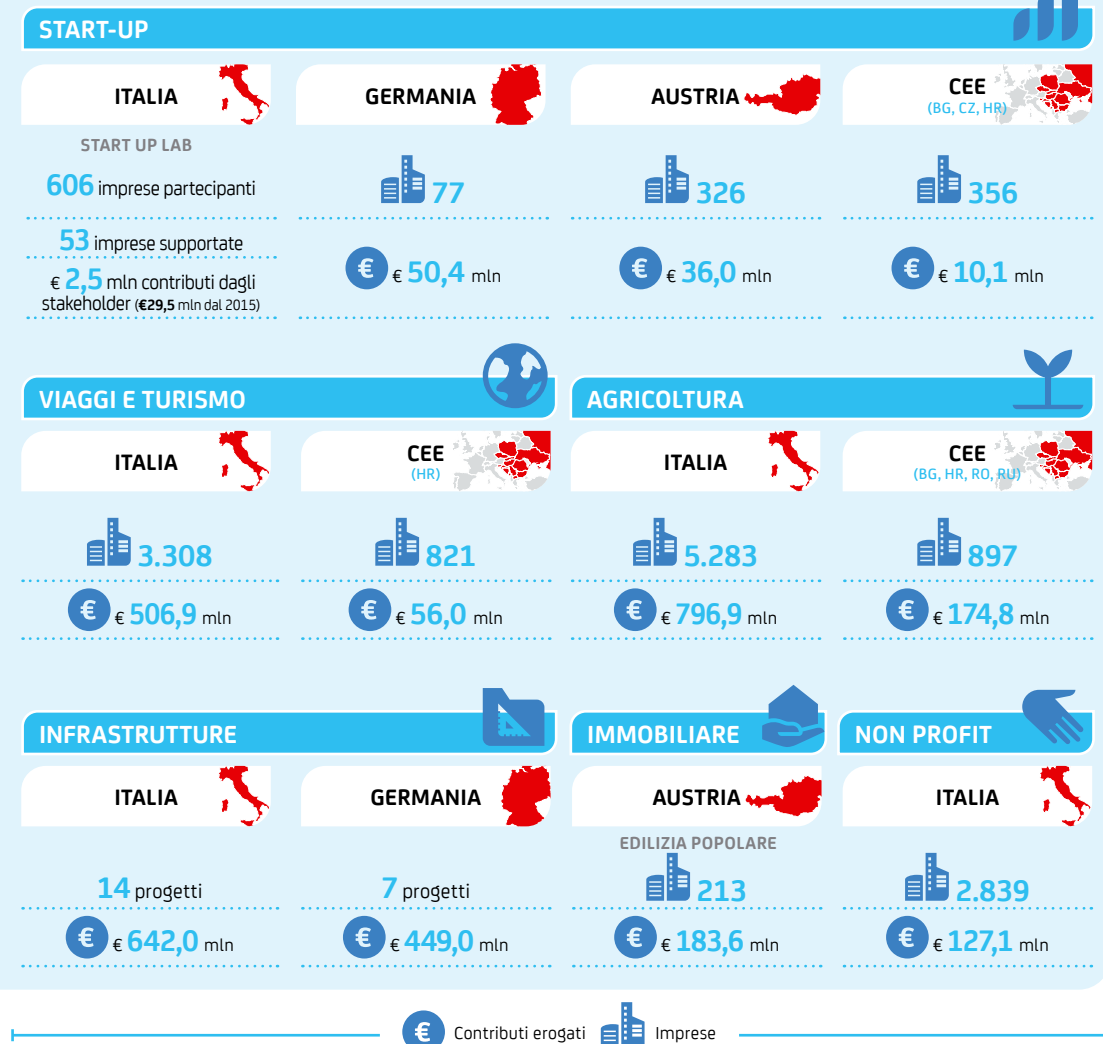 START-UP
ITALIA
GERMANIA
AUSTRIA
CEE
(BG, CZ, HR)
START UP LAB
606 imprese partecipanti
53 imprese supportate
€ 2,5 mln contributi dagli
stakeholder (€29,5 mln dal 2015)
77
€ € 50,4 mln
326
€ € 36,0 mln
356
€ € 10,1 mln
VIAGGI E TURISMO
ITALIA
3.308
€ € 506,9 mln
CEE
(HR)
821
€ € 56,0 mln
AGRICOLTURA
ITALIA
5.283
€ € 796,9 mln
CEE
(BG, HR, RO, RU)
897
€ € 174,8 mln
INFRASTRUTTURE
ITALIA
14 progetti
€ € 642,0 mln
GERMANIA
7 progetti
€ € 449,0 mln
IMMOBILIARE
AUSTRIA
EDILIZIA POPOLARE
213
€ € 183,6 mln
NON PROFIT
ITALIA
2.839
€ € 127,1 mln
€ Contributi erogati Imprese